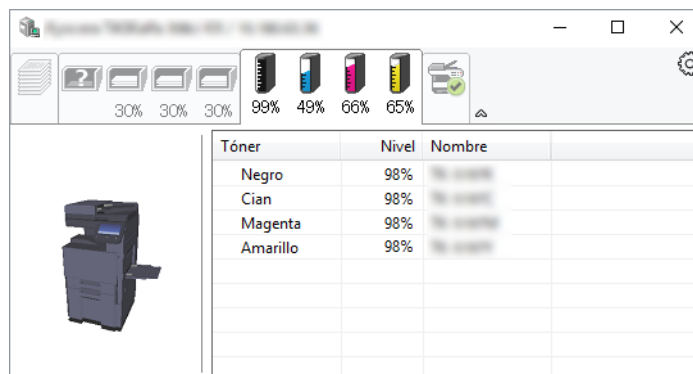 30% 30% 30% 99% 49% 66% 65%
Tóner Nivel Nombre
Negro 98%
Cian 98%
Magenta 98%
Amarillo 98%